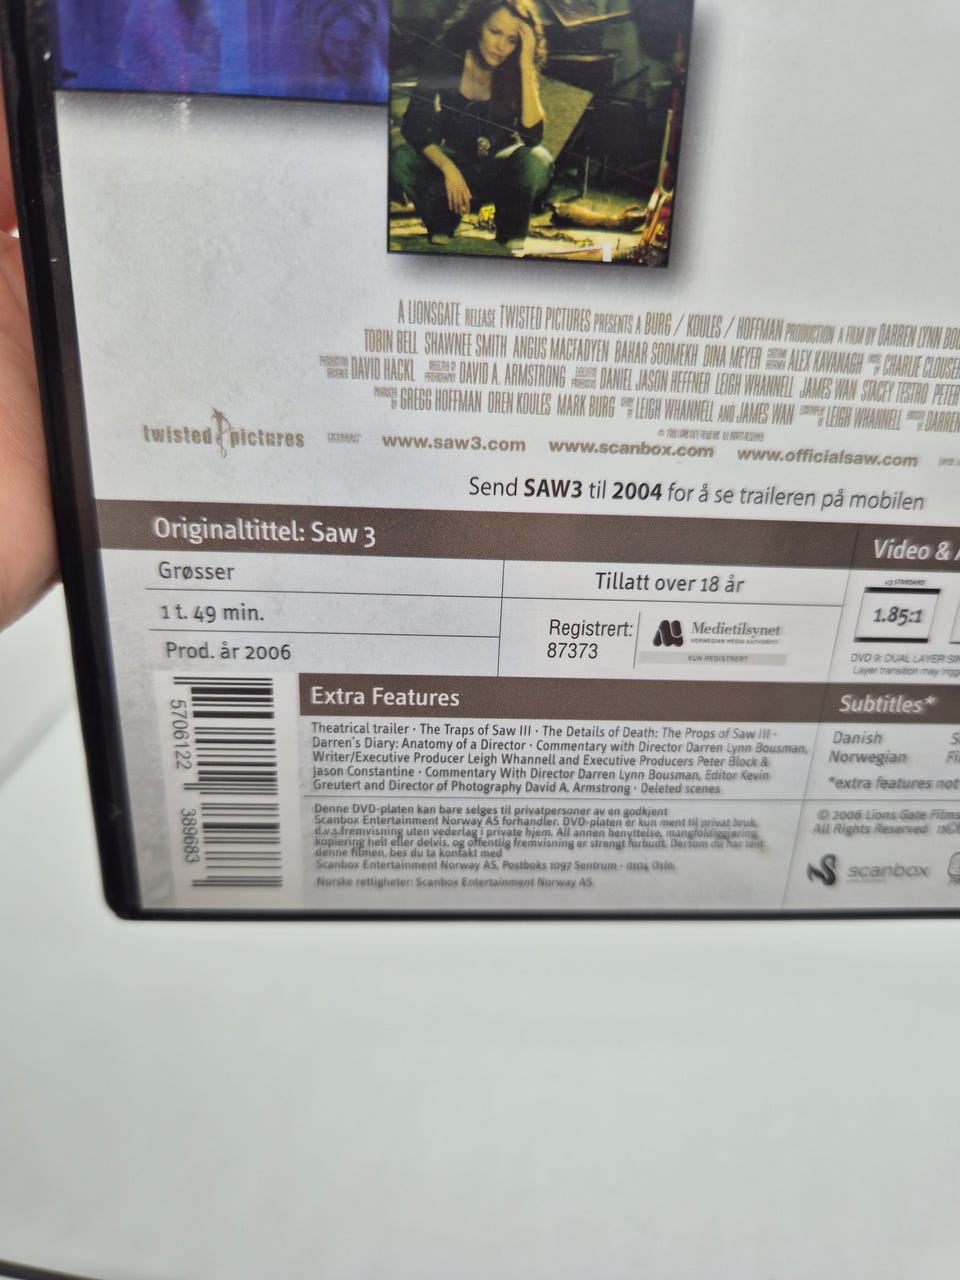 A LIONSGATE RELEASE TWISTED PICTURES PRESENTS A BURG / KOULES / HOFFMAN PRODUCTION A FILM BY DARREN LYNN
TOBIN BELL SHAWNEE SMITH ANGUS MACFADYEN BAHAR SOOMEKH DINA MEYER ALEX KAVANAGH CHARLIE CLOUSER
DAVID HACKL DAVID A. ARMSTRONG DANIEL JASON HEFFNER LEIGH WHANNELL JAMES WAN STACEY TESTRO PETER
GREGG HOFFMAN OREN KOULES MARK BURG LEIGH WHANNELL AND JAMES WAN LEIGH WHANNELL DARREN
twisted pictures
www.saw3.com www.scanbox.com www.officialsaw.com
Send SAW3 til 2004 for å se traileren på mobilen
Originaltittel: Saw 3
Grøsser
1 t. 49 min.
Prod. år 2006
Tillatt over 18 år
Registrert:
87373
Medietilsynet
NORWEGIAN MEDIA AUTHORITY
KUN REGISTRERT
Video &
STANDARD
1.85:1
DVD 9: DUAL LAYER
Layer transition may
5706122 389683
Extra Features
Theatrical trailer · The Traps of Saw III · The Details of Death: The Props of Saw III ·
Darren's Diary: Anatomy of a Director · Commentary with Director Darren Lynn Bousman,
Writer/Executive Producer Leigh Whannell and Executive Producers Peter Block &
Jason Constantine · Commentary With Director Darren Lynn Bousman, Editor Kevin
Greutert and Director of Photography David A. Armstrong · Deleted scenes
Denne DVD-platen kan bare selges til privatpersoner av en godkjent
Scanbox Entertainment Norway AS forhandler. DVD-platen er kun ment til privat bruk,
d.v.s.fremvisning uten vederlag i private hjem. All annen benyttelse, mangfoldiggjøring,
kopiering helt eller delvis, og offentlig fremvisning er strengt forbudt. Dersom du har leid
denne filmen, bes du ta kontakt med
Scanbox Entertainment Norway AS, Postboks 1097 Sentrum - 0104 Oslo.
Norske rettigheter: Scanbox Entertainment Norway AS
Subtitles*
Danish
Norwegian
*extra features not
© 2006 Lions Gate Films
All Rights Reserved
scanbox